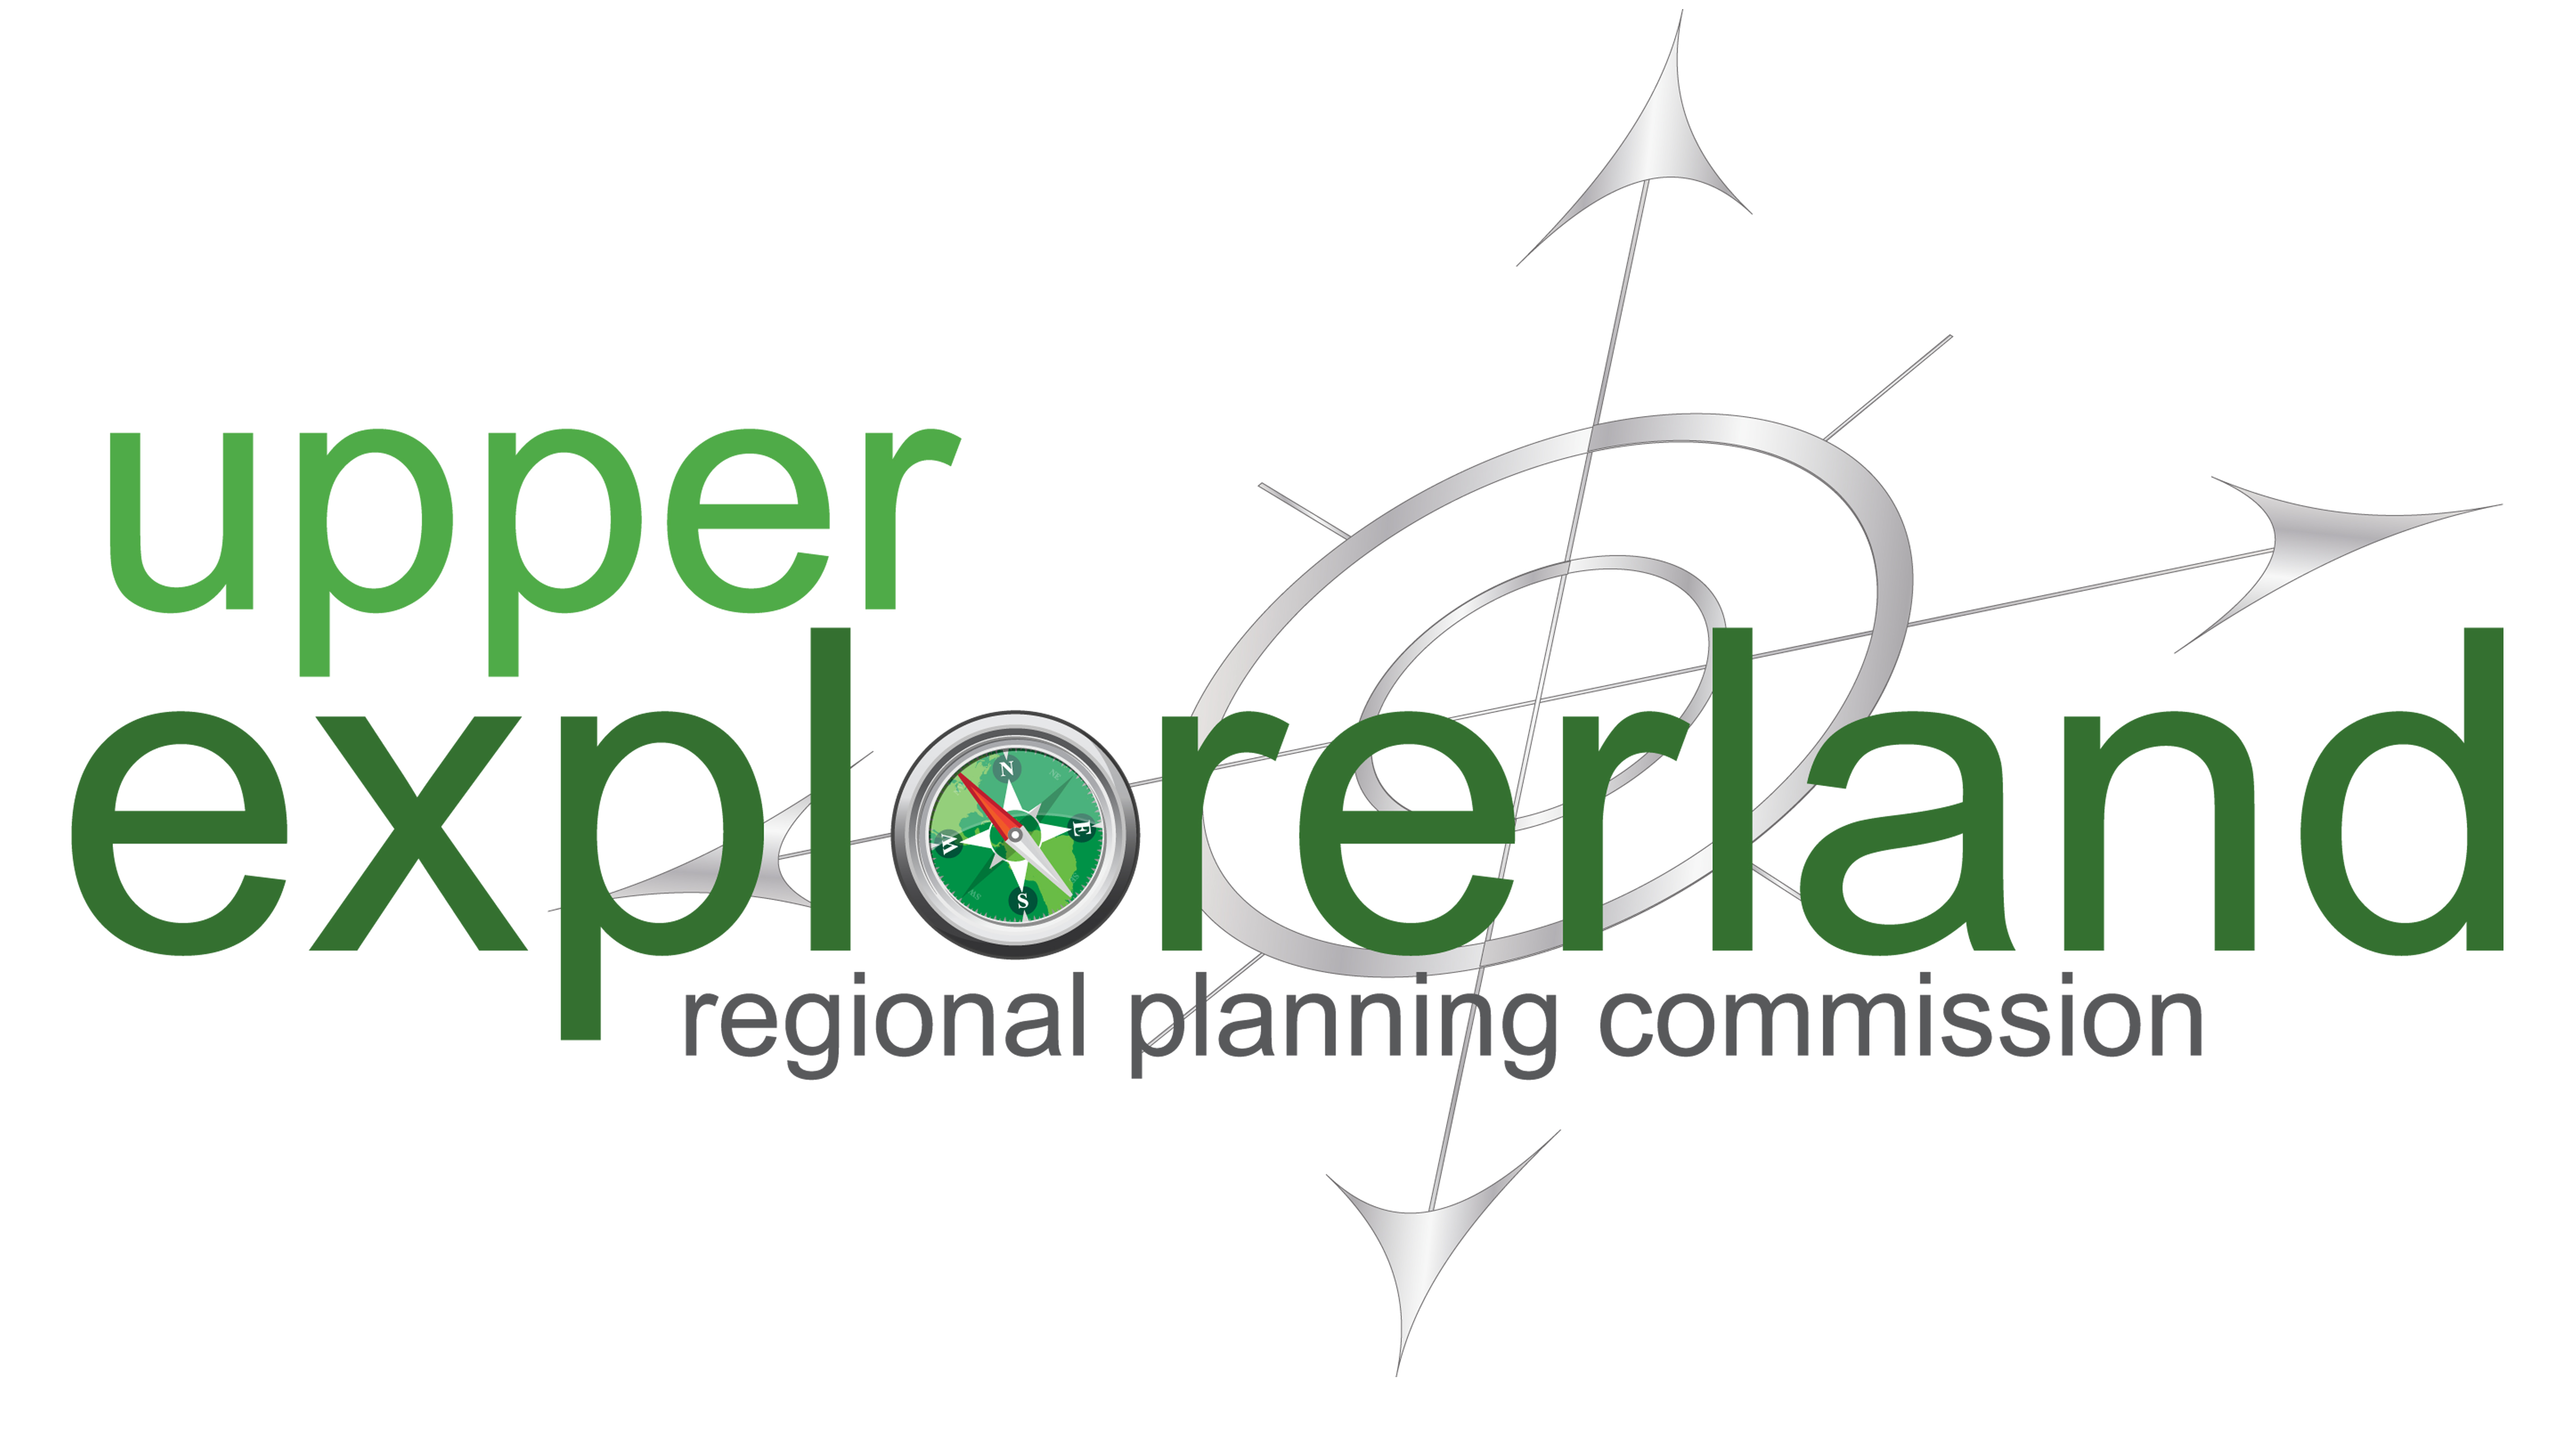 upper
explorerland
N
W
E
S
regional planning commission